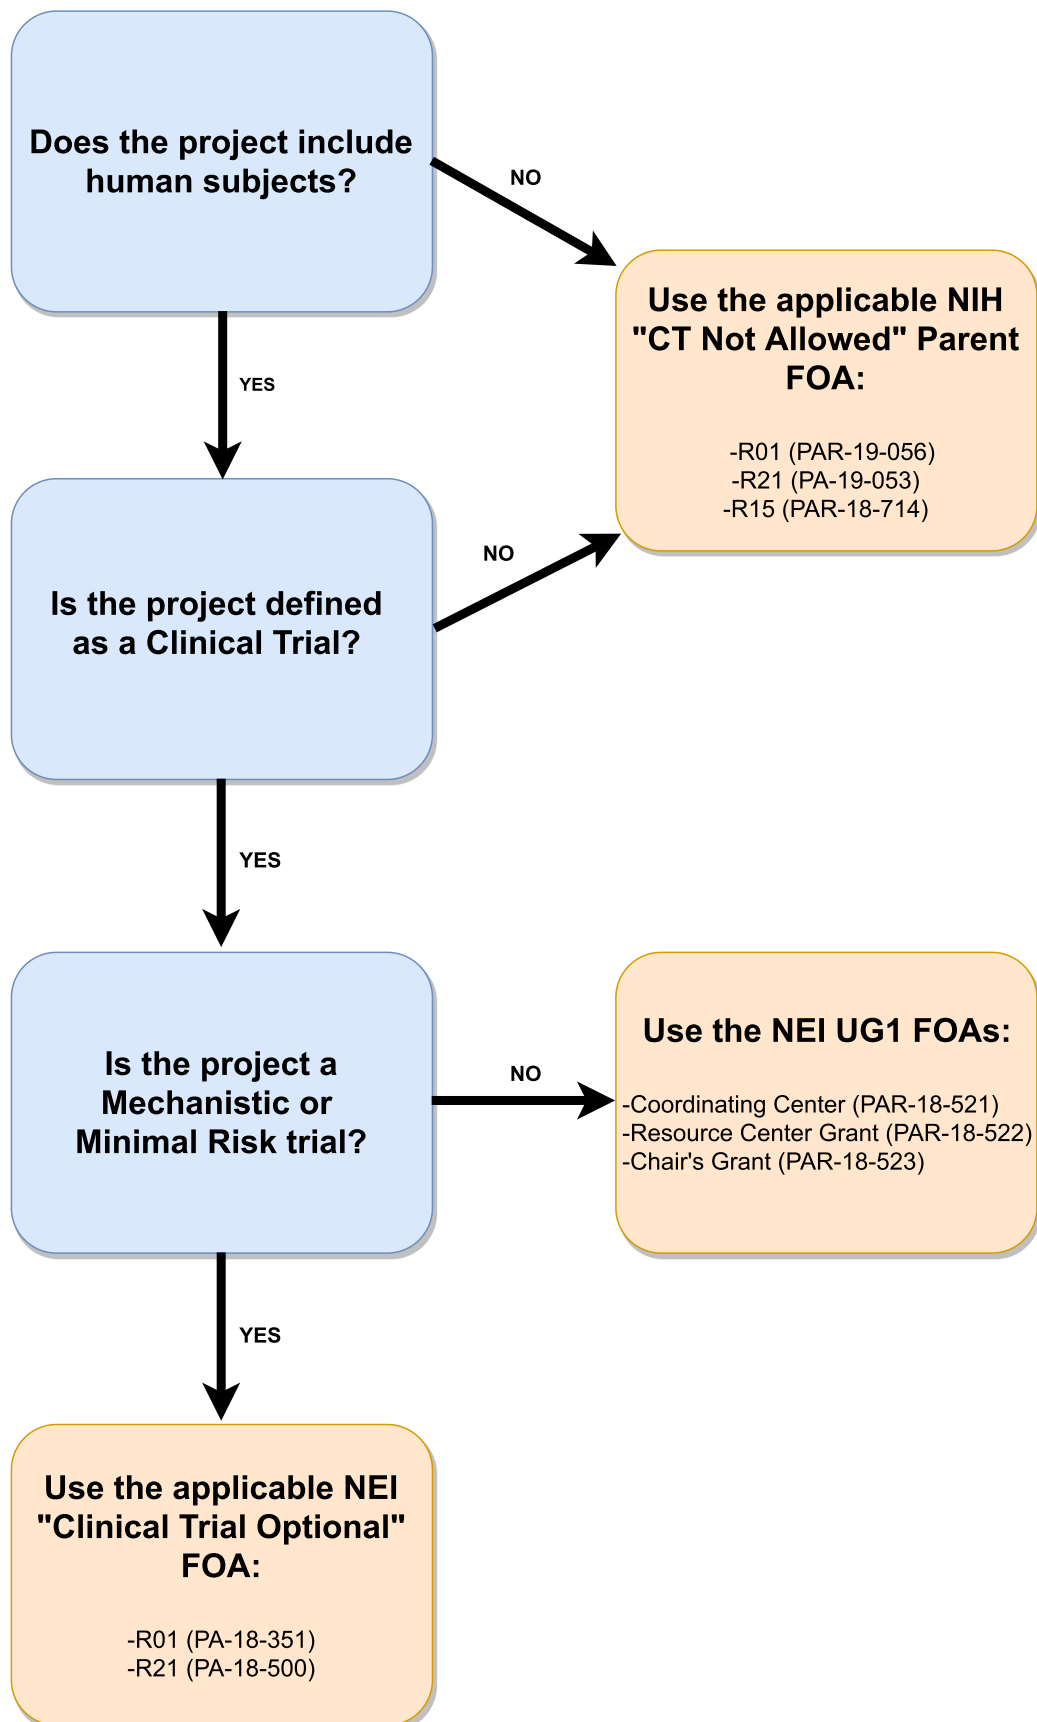 Does the project include
human subjects?
NO
Use the applicable NIH
"CT Not Allowed" Parent
FOA:
-R01 (PAR-19-056)
-R21 (PA-19-053)
-R15 (PAR-18-714)
YES
Is the project defined
as a Clinical Trial?
NO
YES
Is the project a
Mechanistic or
Minimal Risk trial?
NO
Use the NEI UG1 FOAs:
-Coordinating Center (PAR-18-521)
-Resource Center Grant (PAR-18-522)
-Chair's Grant (PAR-18-523)
YES
Use the applicable NEI
"Clinical Trial Optional"
FOA:
-R01 (PA-18-351)
-R21 (PA-18-500)